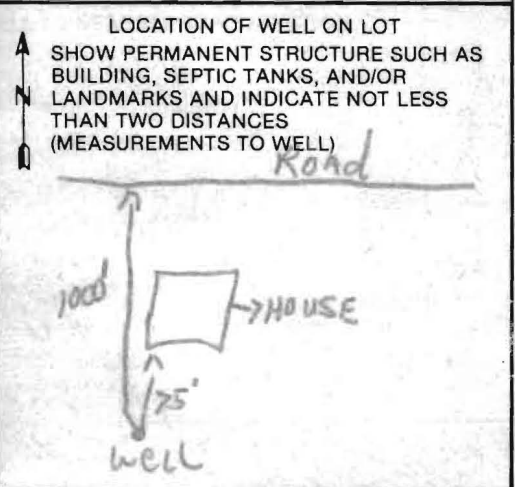 LOCATION OF WELL ON LOT
SHOW PERMANENT STRUCTURE SUCH AS
BUILDING, SEPTIC TANKS, AND/OR
N LANDMARKS AND INDICATE NOT LESS
THAN TWO DISTANCES
(MEASUREMENTS TO WELL)
Road
1000'
HOUSE
75'
well